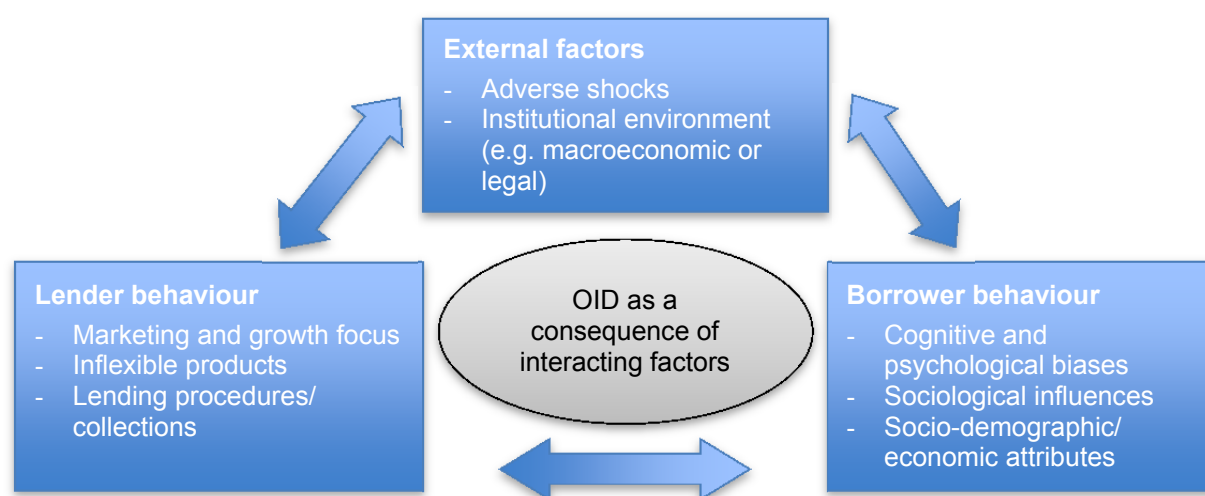 External factors
- Adverse shocks
- Institutional environment
(e.g. macroeconomic or
legal)
Lender behaviour
- Marketing and growth focus
- Inflexible products
- Lending procedures/
collections
OID as a
consequence of
interacting factors
Borrower behaviour
- Cognitive and
psychological biases
- Sociological influences
- Socio-demographic/
economic attributes